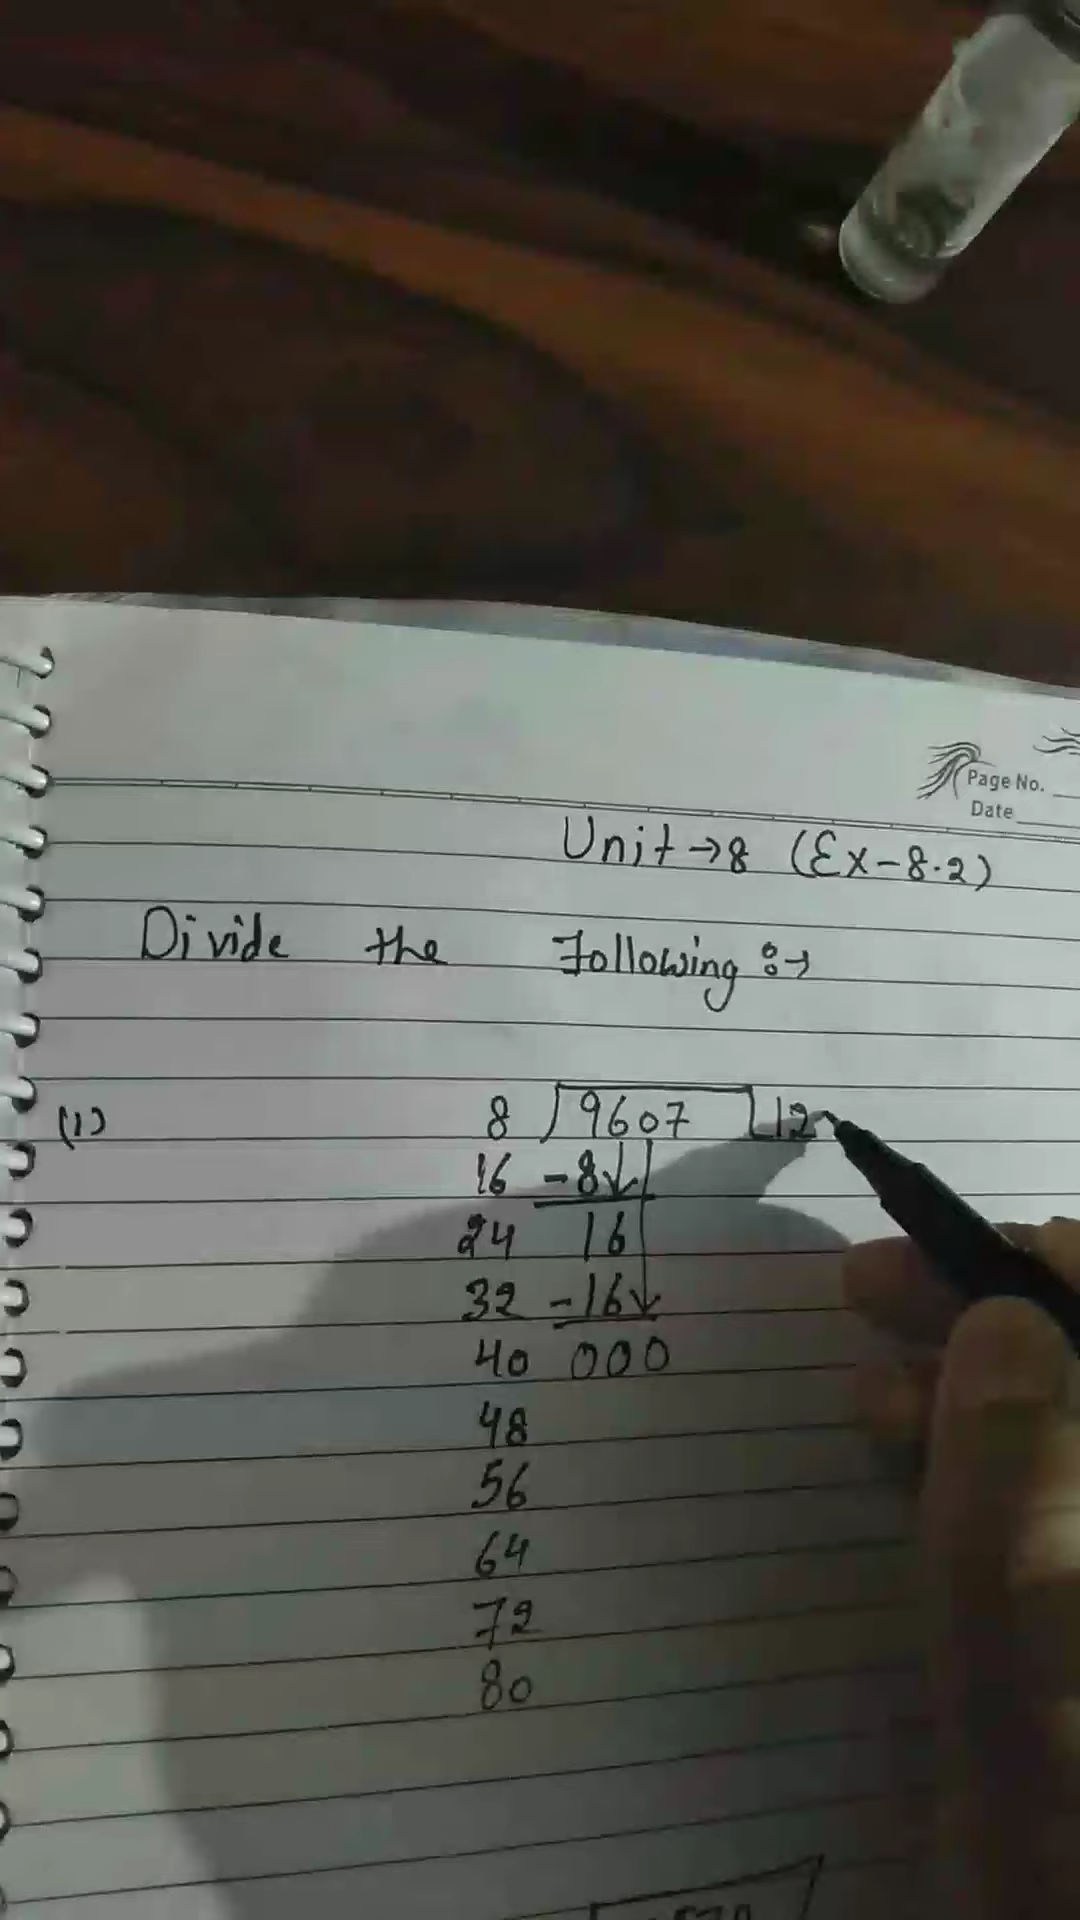 Page No.
Date
Unit→8 (Ex-8.2)
Divide the Following :→
(1) 8 9607 12
16 -8
24 16
32 -16
40 000
48
56
64
72
80